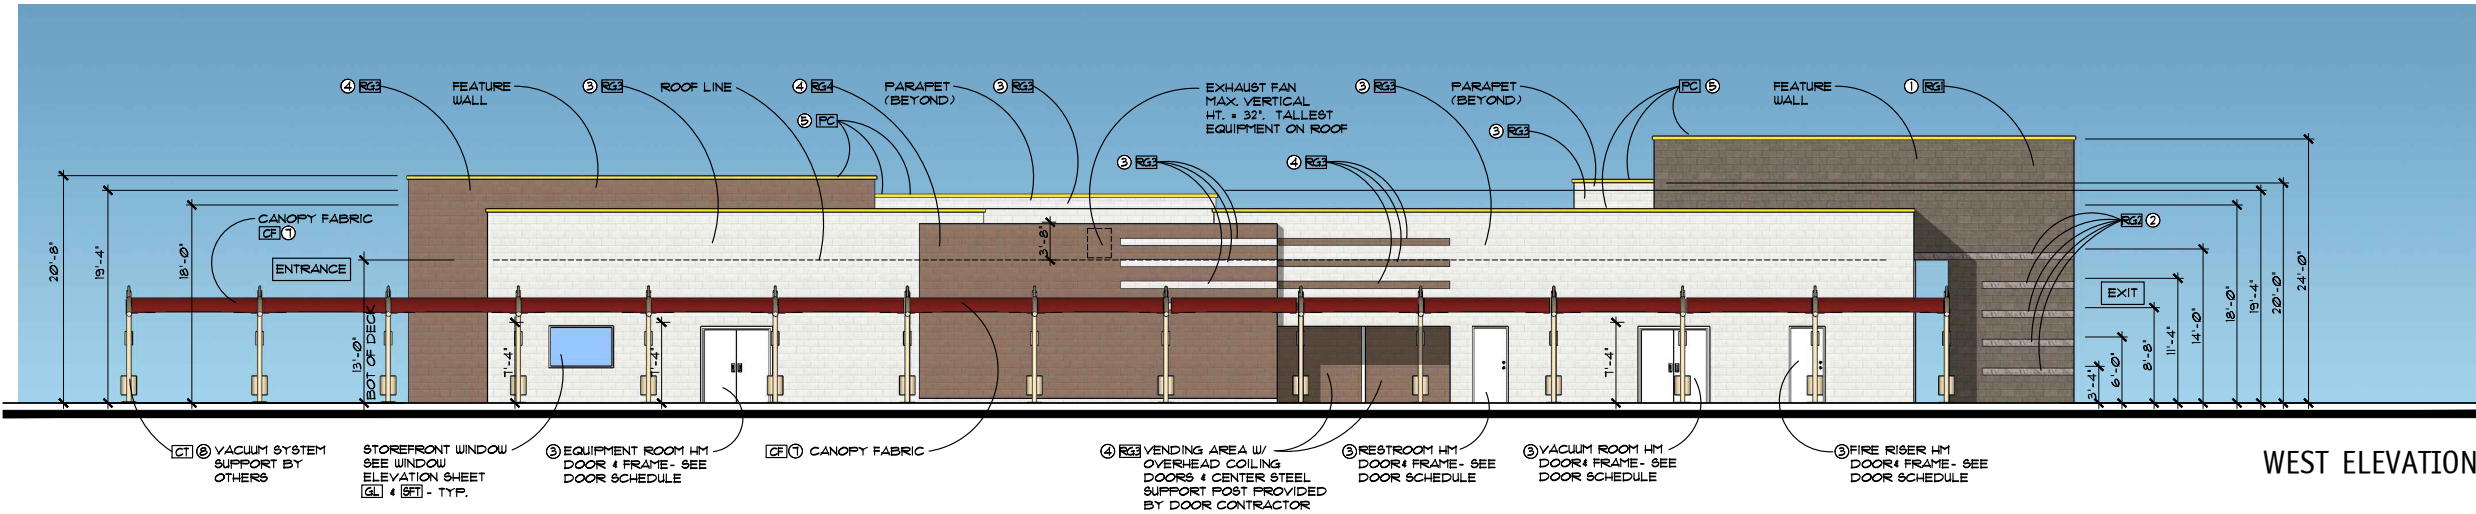 ④ RG3
FEATURE
WALL
③ RG3
ROOF LINE
④ RG4
PARAPET
(BEYOND)
③ RG3
EXHAUST FAN
MAX. VERTICAL
HT. = 32". TALLEST
EQUIPMENT ON ROOF
③ RG3
PARAPET
(BEYOND)
PC ⑤
FEATURE
WALL
① RG1
⑤ PC
③ RG3
③ RG3
④ RG3
CANOPY FABRIC
CF ⑦
ENTRANCE
RG2 ②
EXIT
20'-8"
19'-4"
18'-0"
13'-0"
BOT OF DECK
7'-4"
7'-4"
3'-8"
7'-4"
3'-4"
6'-0"
8'-8"
11'-4"
14'-0"
18'-0"
19'-4"
20'-0"
24'-0"
CT ⑧ VACUUM SYSTEM
SUPPORT BY
OTHERS
STOREFRONT WINDOW
SEE WINDOW
ELEVATION SHEET
GL & SFT - TYP.
③ EQUIPMENT ROOM HM
DOOR & FRAME- SEE
DOOR SCHEDULE
CF ⑦ CANOPY FABRIC
④ RG3 VENDING AREA W/
OVERHEAD COILING
DOORS & CENTER STEEL
SUPPORT POST PROVIDED
BY DOOR CONTRACTOR
③ RESTROOM HM
DOOR & FRAME- SEE
DOOR SCHEDULE
③ VACUUM ROOM HM
DOOR & FRAME- SEE
DOOR SCHEDULE
③ FIRE RISER HM
DOOR & FRAME- SEE
DOOR SCHEDULE
WEST ELEVATION